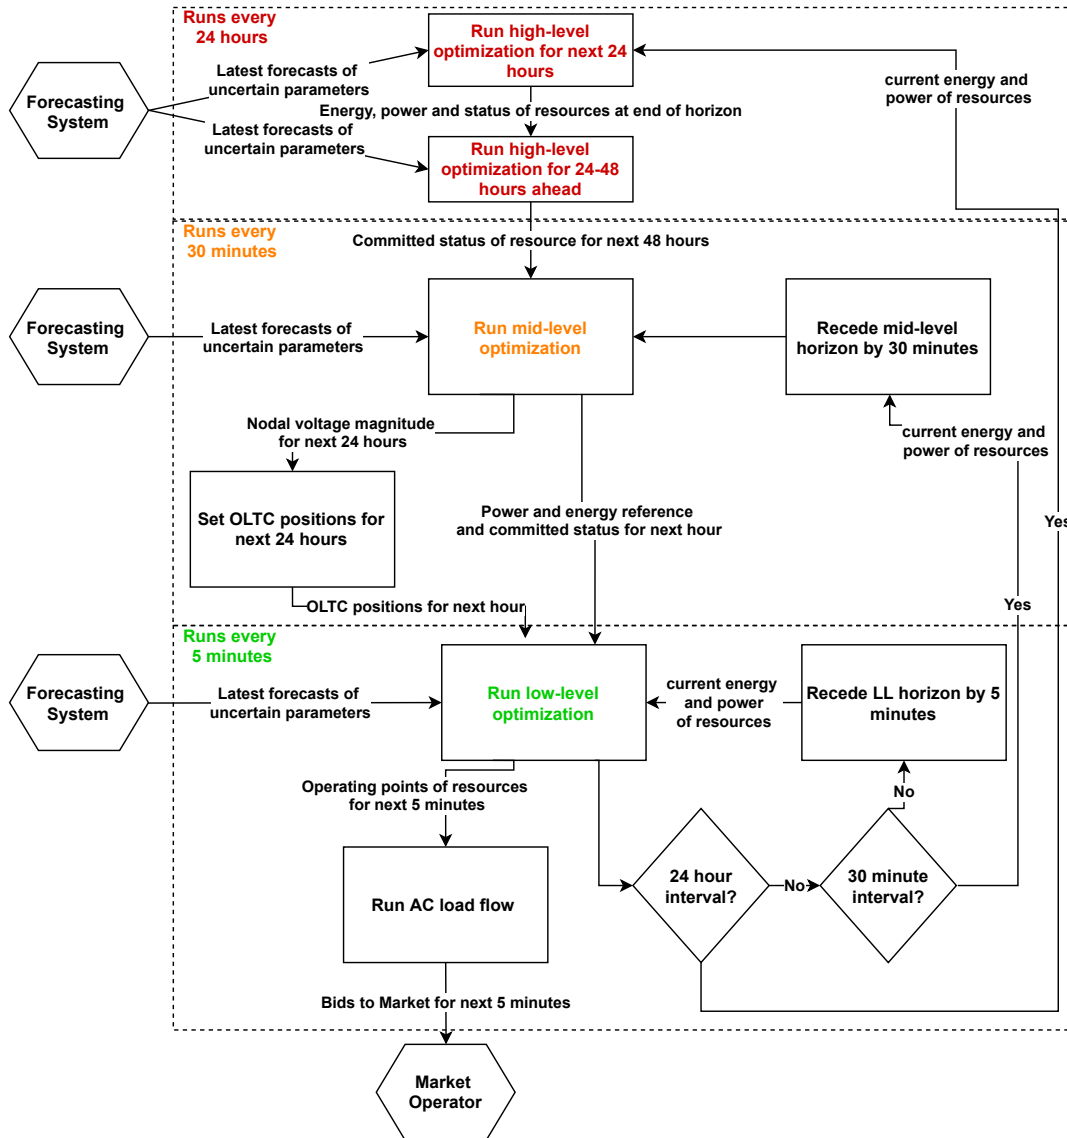 Runs every
24 hours
Run high-level
optimization for next 24
hours
current energy and
power of resources
Latest forecasts of
uncertain parameters
Forecasting
System
Energy, power and status of resources at end of horizon
Latest forecasts of
uncertain parameters
Run high-level
optimization for 24-48
hours ahead
Runs every
30 minutes
Committed status of resource for next 48 hours
Forecasting
System
Latest forecasts of
uncertain parameters
Run mid-level
optimization
Recede mid-level
horizon by 30 minutes
Nodal voltage magnitude
for next 24 hours
current energy and
power of resources
Set OLTC positions for
next 24 hours
Power and energy reference
and committed status for next hour
Yes
OLTC positions for next hour
Yes
Runs every
5 minutes
Forecasting
System
Latest forecasts of
uncertain parameters
Run low-level
optimization
current energy
and power
of resources
Recede LL horizon by 5
minutes
Operating points of resources
for next 5 minutes
No
Run AC load flow
24 hour
interval?
No
30 minute
interval?
Bids to Market for next 5 minutes
Market
Operator